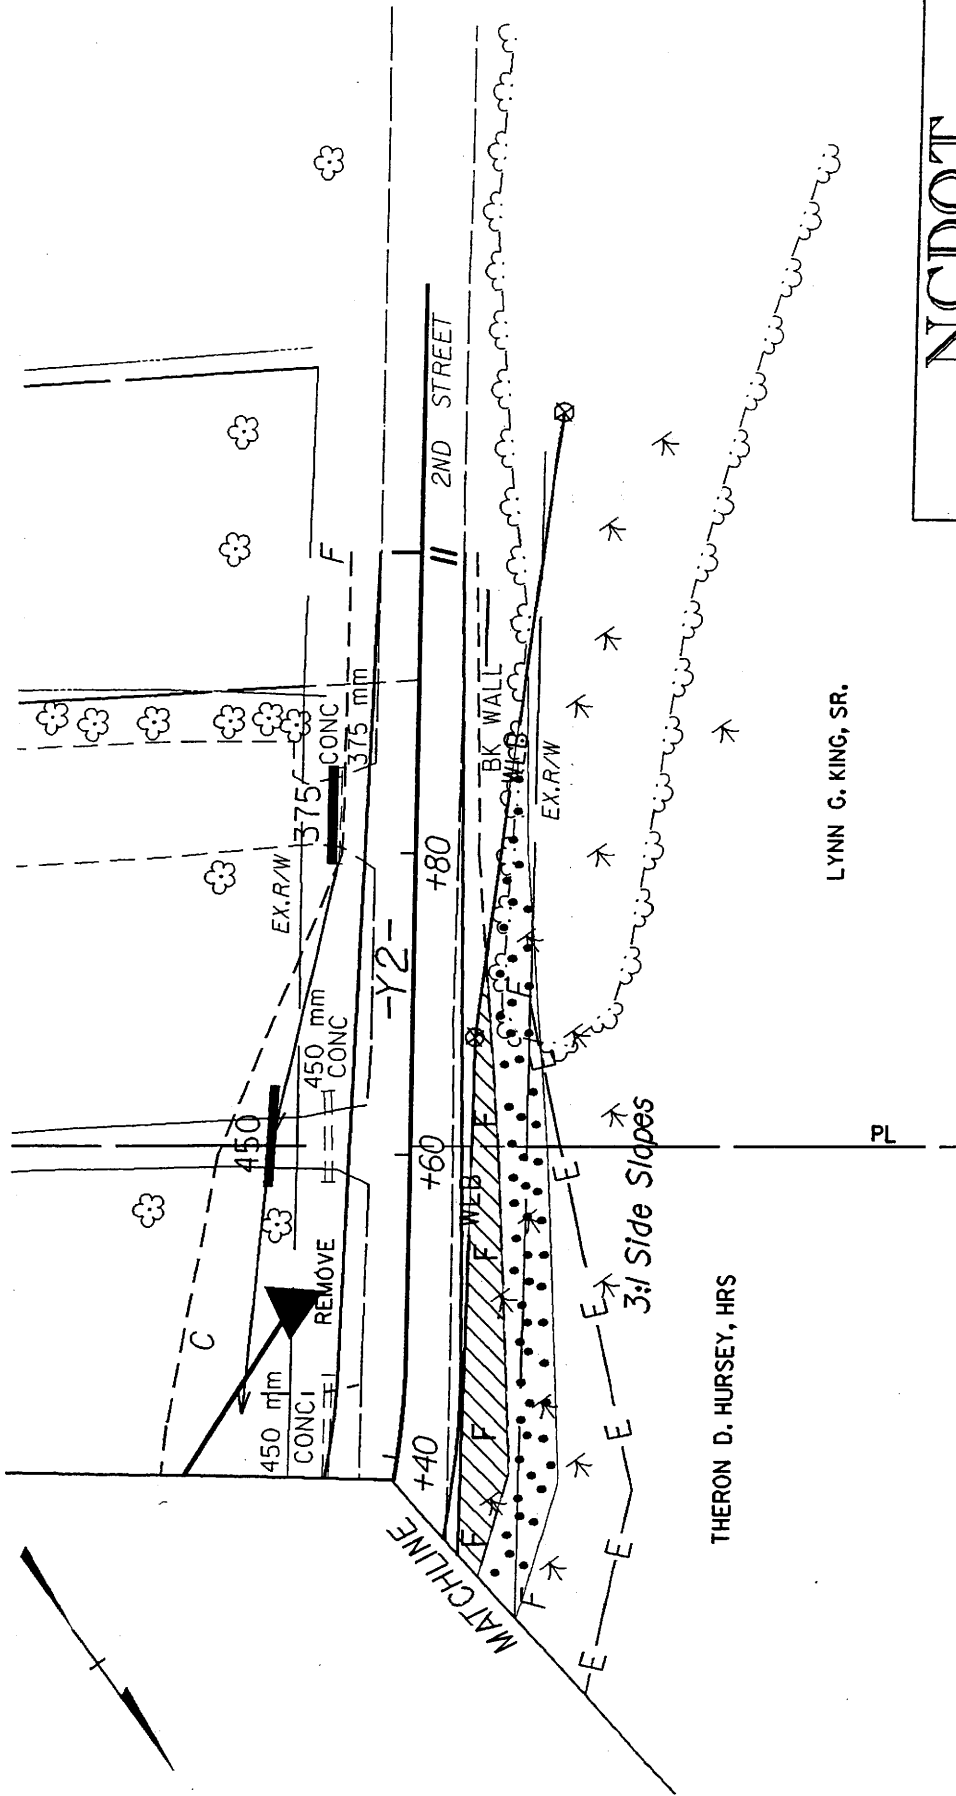 2ND STREET
F
CONC
375 mm
375
BK WALL
WLB
EX.R/W
EX.R/W
+80
-Y2-
450 mm
CONC
450
+60
F
E
PL
3:1 Side Slopes
LYNN G. KING, SR.
THERON D. HURSEY, HRS
REMOVE
C
450 mm
CONC
WLB
F
F
F
E
E
E
+40
MATCHLINE
F
F
E
E
NCDOT